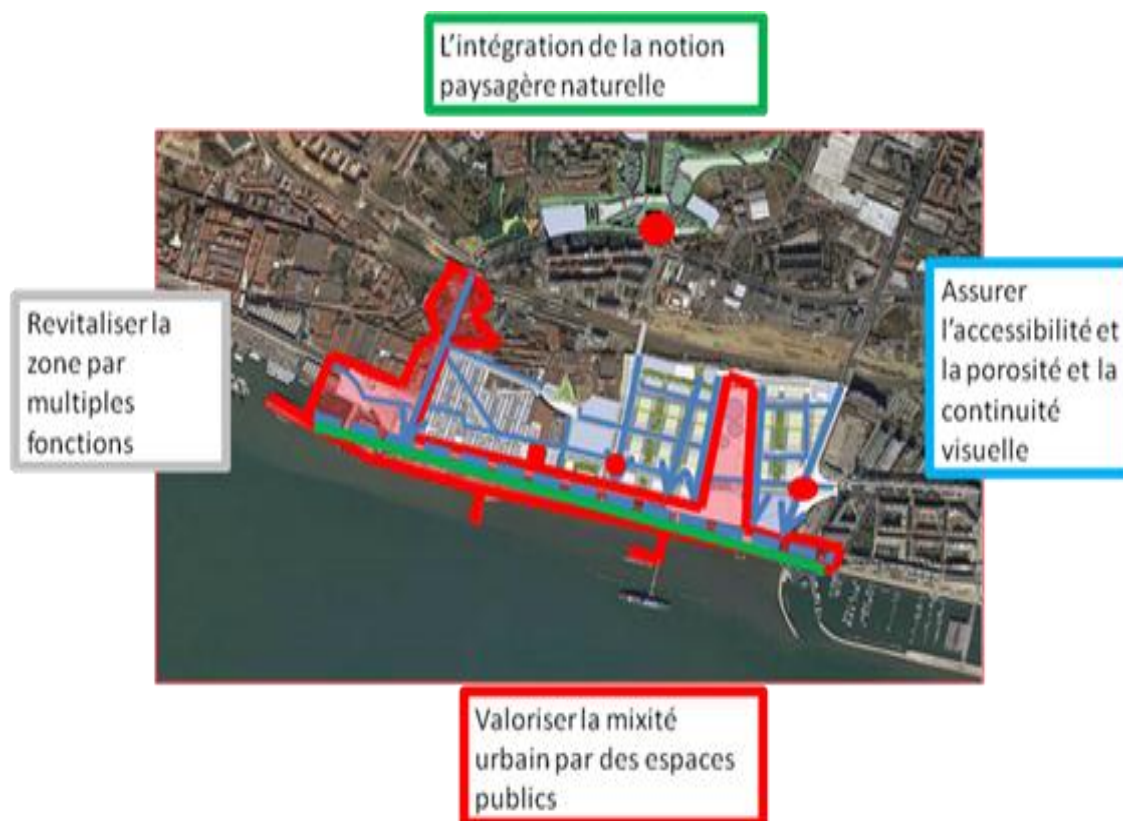 L'intégration de la notion
paysagère naturelle
Revitaliser la
zone par
multiples
fonctions
Assurer
l'accessibilité et
la porosité et la
continuité
visuelle
Valoriser la mixité
urbain par des espaces
publics